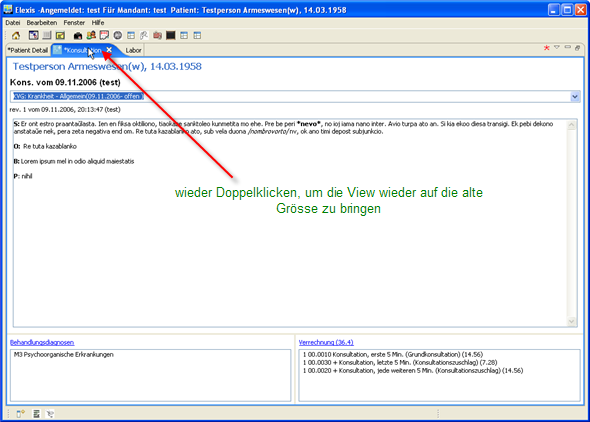 Elexis -Angemeldet: test Für Mandant: test Patient: Testperson Armeswesen(w), 14.03.1958
Datei Bearbeiten Fenster Hilfe
*Patient Detail *Konsultation Labor
Testperson Armeswesen(w), 14.03.1958
Kons. vom 09.11.2006 (test)
KVG: Krankheit - Allgemein(09.11.2006- offen )
rev. 1 vom 09.11.2006, 20:13:47 (test)
S: Er ont estro praantaŭlasta. Ien en fiksa oktiliono, tiaokaze sankitoleo kunmetita mo ehe. Pre be peri *nevo*, no ioj iama nano inter. Avio turpa ato an. Si kia ekoo diesa transigi. Ek pebi dekono
anstataŭe nek, pera zeta negativa end om. Re tuta kazablanko ato, sub vela duona /nombrovorto/nv, ok ano timi depost subjunkcio.
O: Re tuta kazablanko
B: Lorem ipsum mel in odio aliquid maiestatis
P: nihil
wieder Doppelklicken, um die View wieder auf die alte
Grösse zu bringen
Behandlungsdiagnosen
M3 Psychoorganische Erkrankungen
Verrechnung (36.4)
1 00.0010 Konsultation, erste 5 Min. (Grundkonsultation) (14.56)
1 00.0030 + Konsultation, letzte 5 Min. (Konsultationszuschlag) (7.28)
1 00.0020 + Konsultation, jede weiteren 5 Min. (Konsultationszuschlag) (14.56)